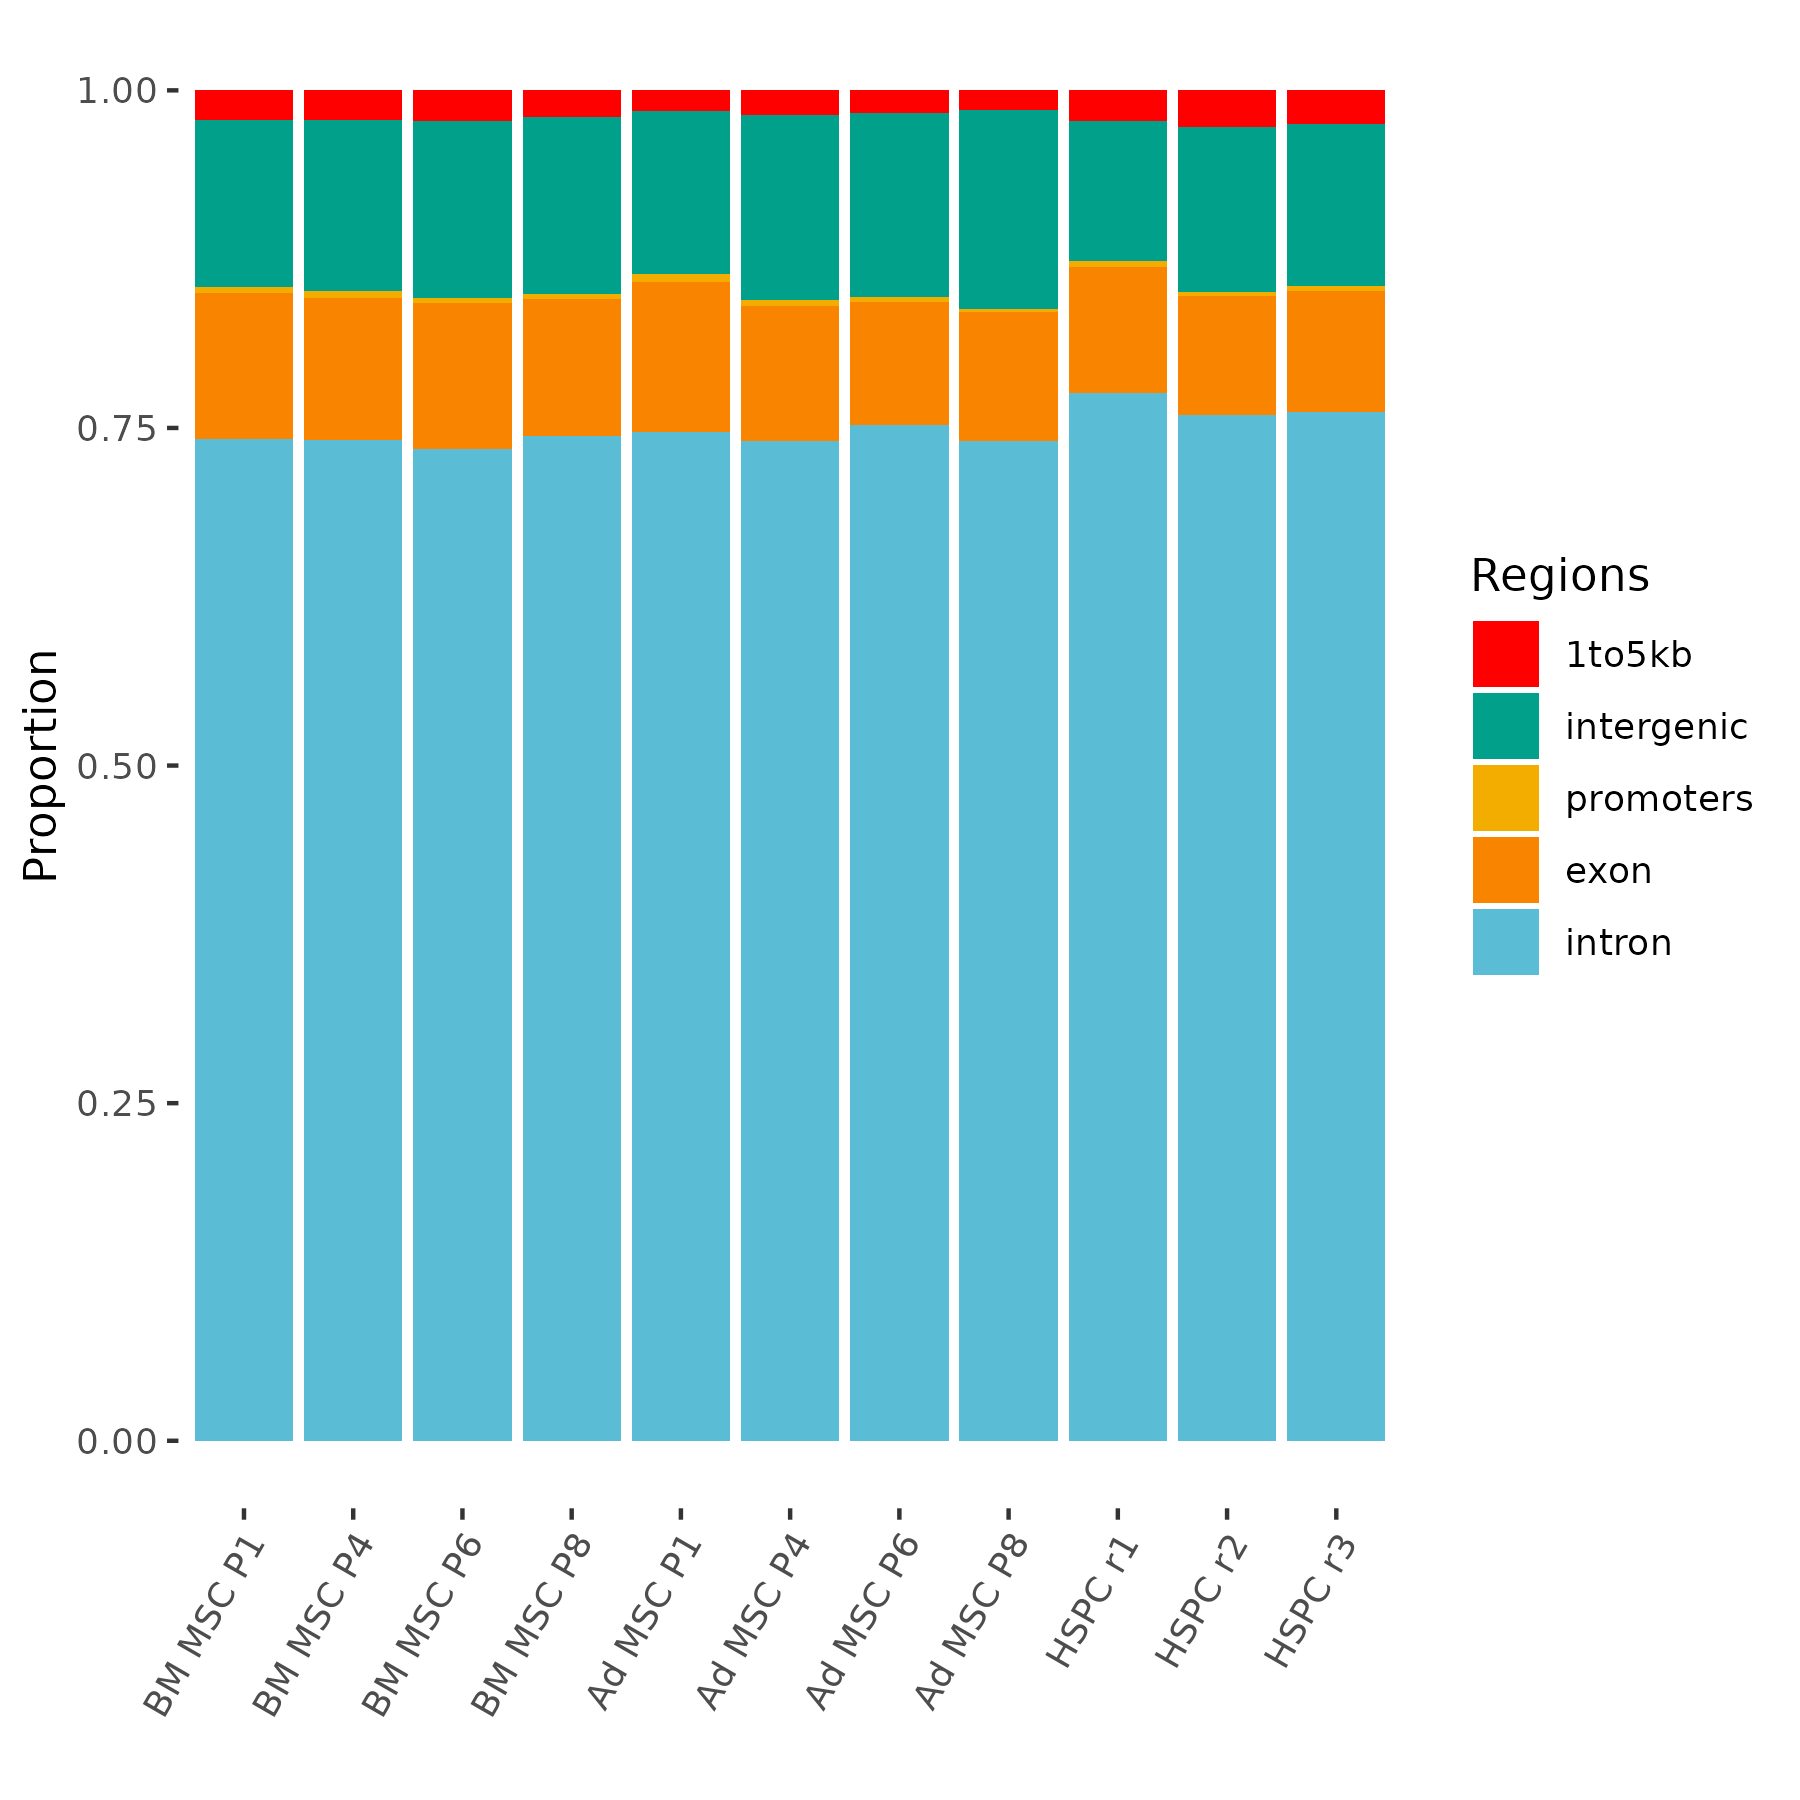 1.00
0.75
0.50
0.25
0.00
Proportion
BM MSC P1
BM MSC P4
BM MSC P6
BM MSC P8
Ad MSC P1
Ad MSC P4
Ad MSC P6
Ad MSC P8
HSPC r1
HSPC r2
HSPC r3
Regions
1to5kb
intergenic
promoters
exon
intron